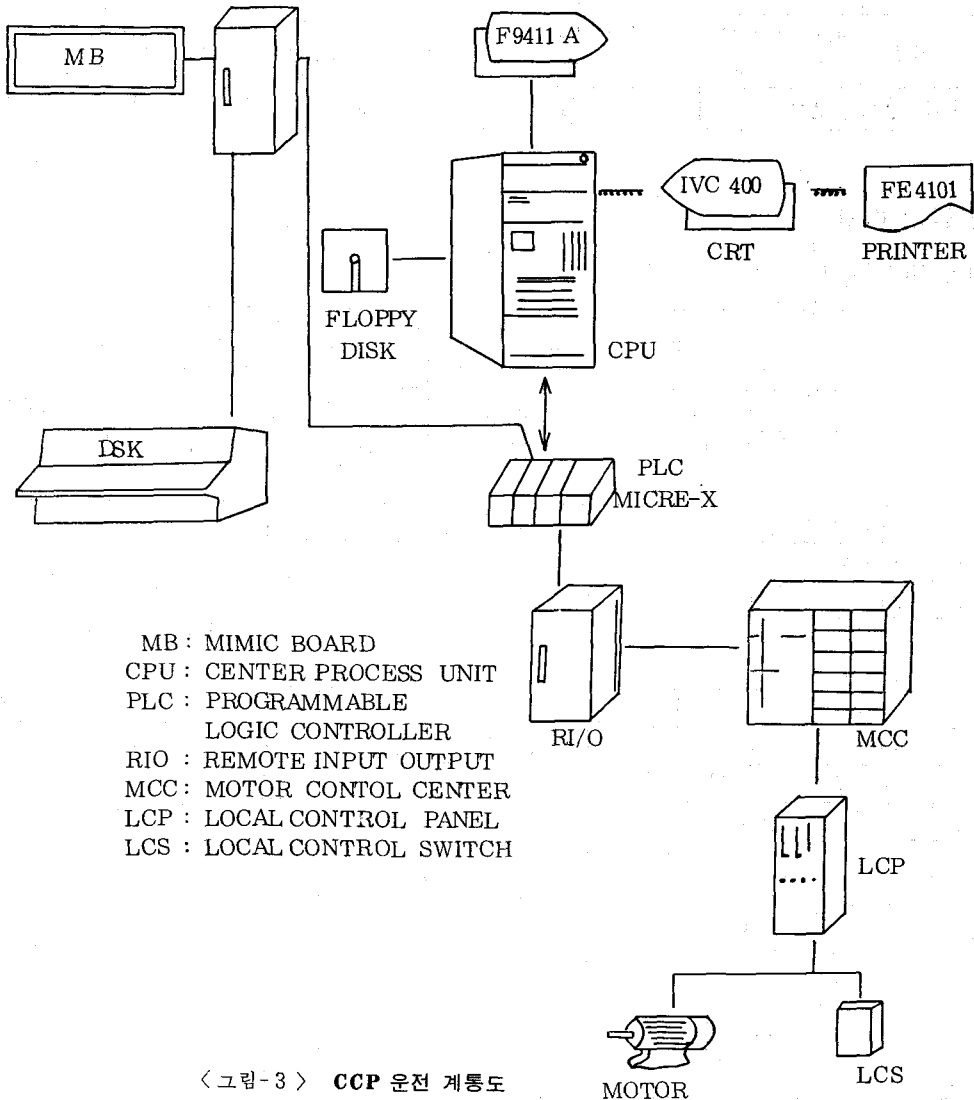 MB
F9411 A
IVC 400
FE4101
CRT
PRINTER
FLOPPY
DISK
CPU
DSK
PLC
MICRE-X
MB : MIMIC BOARD
CPU : CENTER PROCESS UNIT
PLC : PROGRAMMABLE
LOGIC CONTROLLER
RIO : REMOTE INPUT OUTPUT
MCC : MOTOR CONTOL CENTER
LCP : LOCAL CONTROL PANEL
LCS : LOCAL CONTROL SWITCH
RI/O
MCC
LCP
MOTOR
LCS
〈그림-3〉 CCP 운전 계통도